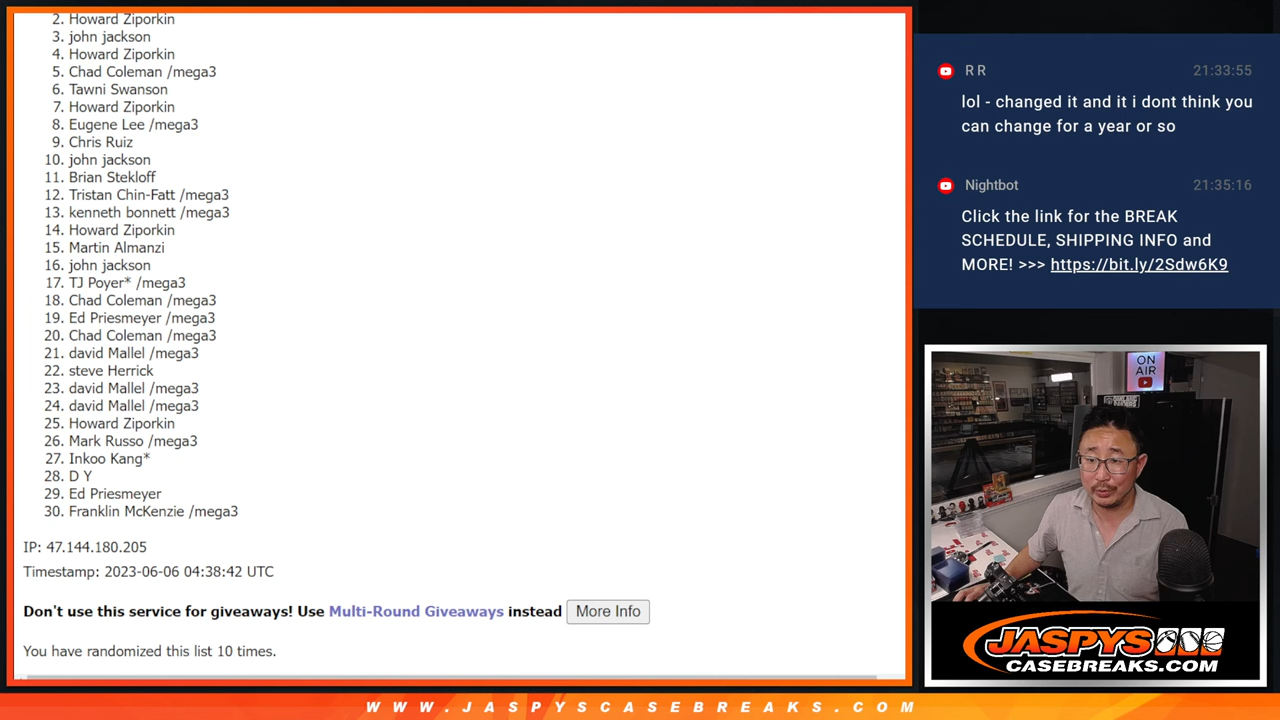 2. Howard Ziporkin
3. john jackson
4. Howard Ziporkin
5. Chad Coleman /mega3
6. Tawni Swanson
7. Howard Ziporkin
8. Eugene Lee /mega3
9. Chris Ruiz
10. john jackson
11. Brian Stekloff
12. Tristan Chin-Fatt /mega3
13. kenneth bonnett /mega3
14. Howard Ziporkin
15. Martin Almanzi
16. john jackson
17. TJ Poyer* /mega3
18. Chad Coleman /mega3
19. Ed Priesmeyer /mega3
20. Chad Coleman /mega3
21. david Mallel /mega3
22. steve Herrick
23. david Mallel /mega3
24. david Mallel /mega3
25. Howard Ziporkin
26. Mark Russo /mega3
27. Inkoo Kang*
28. D Y
29. Ed Priesmeyer
30. Franklin McKenzie /mega3
IP: 47.144.180.205
Timestamp: 2023-06-06 04:38:42 UTC
Don't use this service for giveaways! Use Multi-Round Giveaways instead More Info
You have randomized this list 10 times.
R R 21:33:55
lol - changed it and it i dont think you
can change for a year or so
Nightbot 21:35:16
Click the link for the BREAK
SCHEDULE, SHIPPING INFO and
MORE! >>> https://bit.ly/2Sdw6K9
ON
AIR
JASPYS
CASEBREAKS.COM
WWW.JASPYSCASEBREAKS.COM